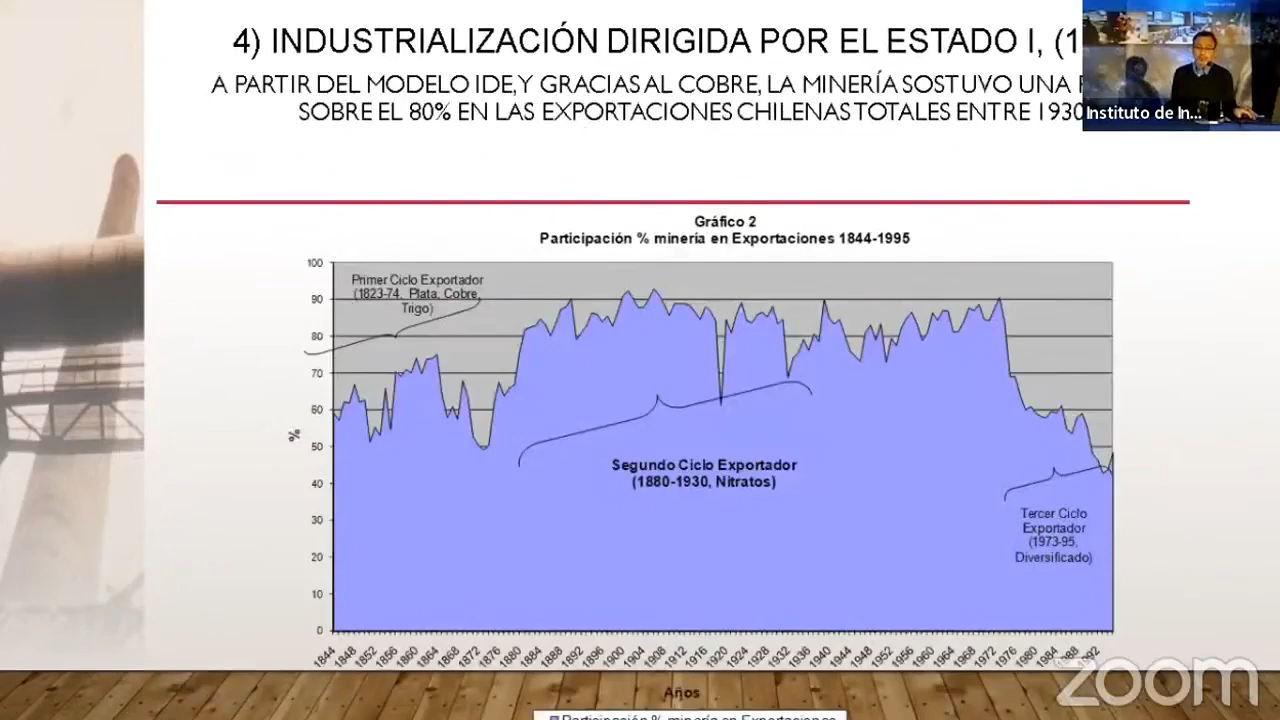 4) INDUSTRIALIZACIÓN DIRIGIDA POR EL ESTADO I, (1
A PARTIR DEL MODELO IDE, Y GRACIAS AL COBRE, LA MINERÍA SOSTUVO UNA
SOBRE EL 80% EN LAS EXPORTACIONES CHILENAS TOTALES ENTRE 1930
Instituto de In...
Gráfico 2
Participación % minería en Exportaciones 1844-1995
100
90
80
70
60
50
40
30
20
10
0
%
Primer Ciclo Exportador
(1823-74, Plata, Cobre,
Trigo)
Segundo Ciclo Exportador
(1880-1930, Nitratos)
Tercer Ciclo
Exportador
(1973-95,
Diversificado)
1844 1848 1852 1856 1860 1864 1868 1872 1876 1880 1884 1888 1892 1896 1900 1904 1908 1912 1916 1920 1924 1928 1932 1936 1940 1944 1948 1952 1956 1960 1964 1968 1972 1976 1980 1984 1988 1992
Años
Participación % minería en Exportaciones
zoom